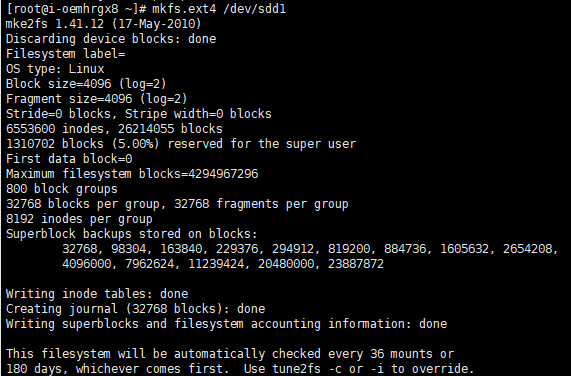 [root@i-oemhrgx8 ~]# mkfs.ext4 /dev/sdd1
mke2fs 1.41.12 (17-May-2010)
Discarding device blocks: done
Filesystem label=
OS type: Linux
Block size=4096 (log=2)
Fragment size=4096 (log=2)
Stride=0 blocks, Stripe width=0 blocks
6553600 inodes, 26214055 blocks
1310702 blocks (5.00%) reserved for the super user
First data block=0
Maximum filesystem blocks=4294967296
800 block groups
32768 blocks per group, 32768 fragments per group
8192 inodes per group
Superblock backups stored on blocks:
        32768, 98304, 163840, 229376, 294912, 819200, 884736, 1605632, 2654208,
        4096000, 7962624, 11239424, 20480000, 23887872

Writing inode tables: done
Creating journal (32768 blocks): done
Writing superblocks and filesystem accounting information: done

This filesystem will be automatically checked every 36 mounts or
180 days, whichever comes first.  Use tune2fs -c or -i to override.